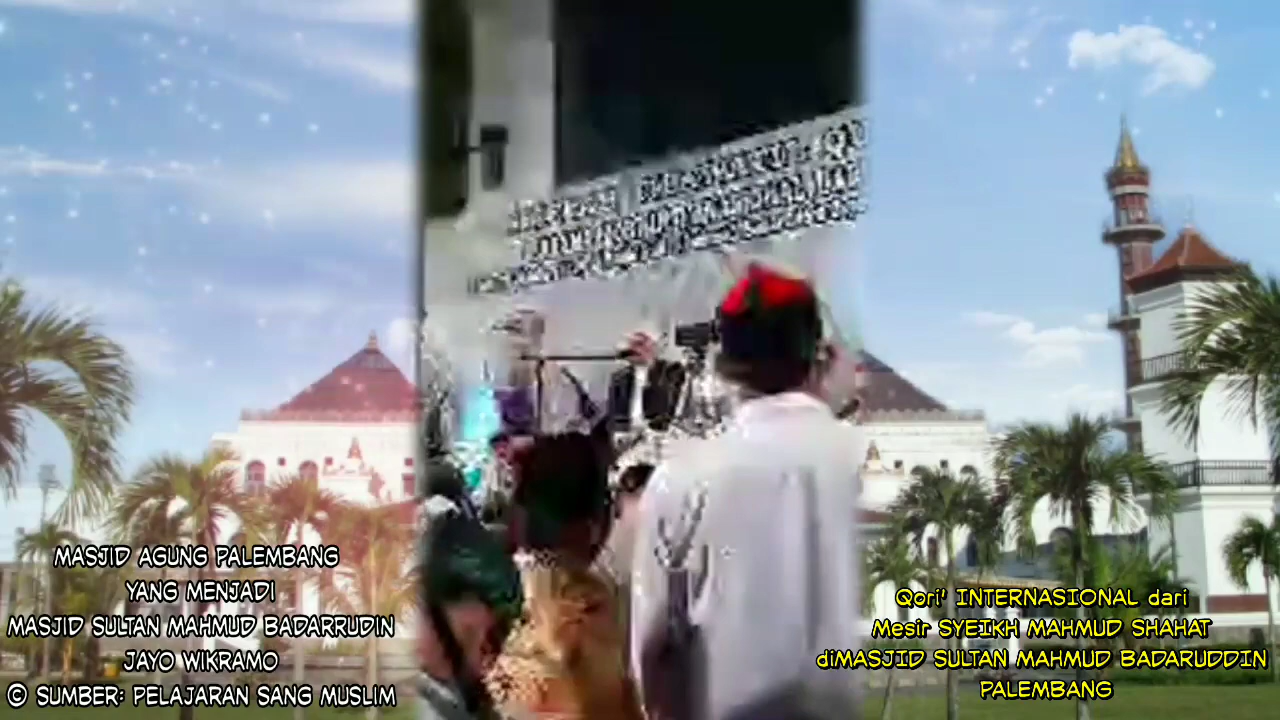 MASJID AGUNG PALEMBANG
YANG MENJADI
MASJID SULTAN MAHMUD BADARRUDIN
JAYO WIKRAMO
© SUMBER: PELAJARAN SANG MUSLIM
Qori' INTERNASIONAL dari
Mesir SYEIKH MAHMUD SHAHAT
diMASJID SULTAN MAHMUD BADARUDDIN
PALEMBANG